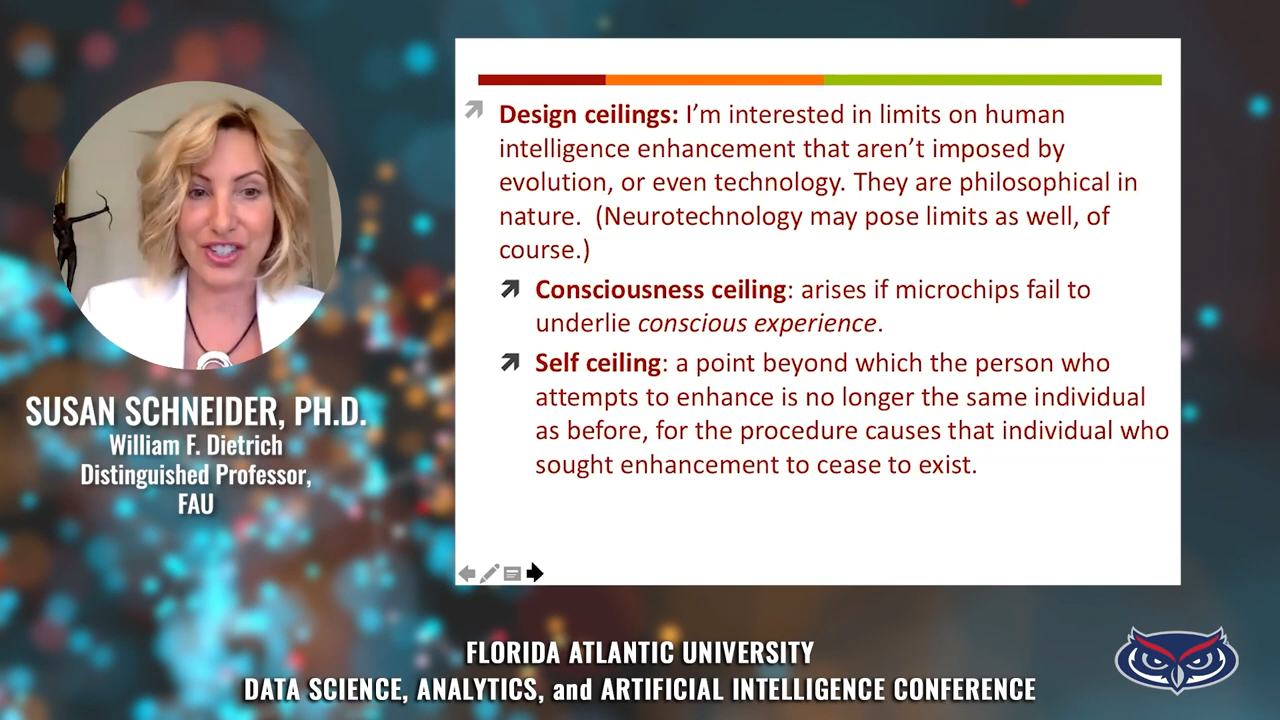 Design ceilings: I'm interested in limits on human
intelligence enhancement that aren't imposed by
evolution, or even technology. They are philosophical in
nature.  (Neurotechnology may pose limits as well, of
course.)
Consciousness ceiling: arises if microchips fail to
underlie conscious experience.
Self ceiling: a point beyond which the person who
attempts to enhance is no longer the same individual
as before, for the procedure causes that individual who
sought enhancement to cease to exist.
SUSAN SCHNEIDER, PH.D.
William F. Dietrich
Distinguished Professor,
FAU
FLORIDA ATLANTIC UNIVERSITY
DATA SCIENCE, ANALYTICS, and ARTIFICIAL INTELLIGENCE CONFERENCE